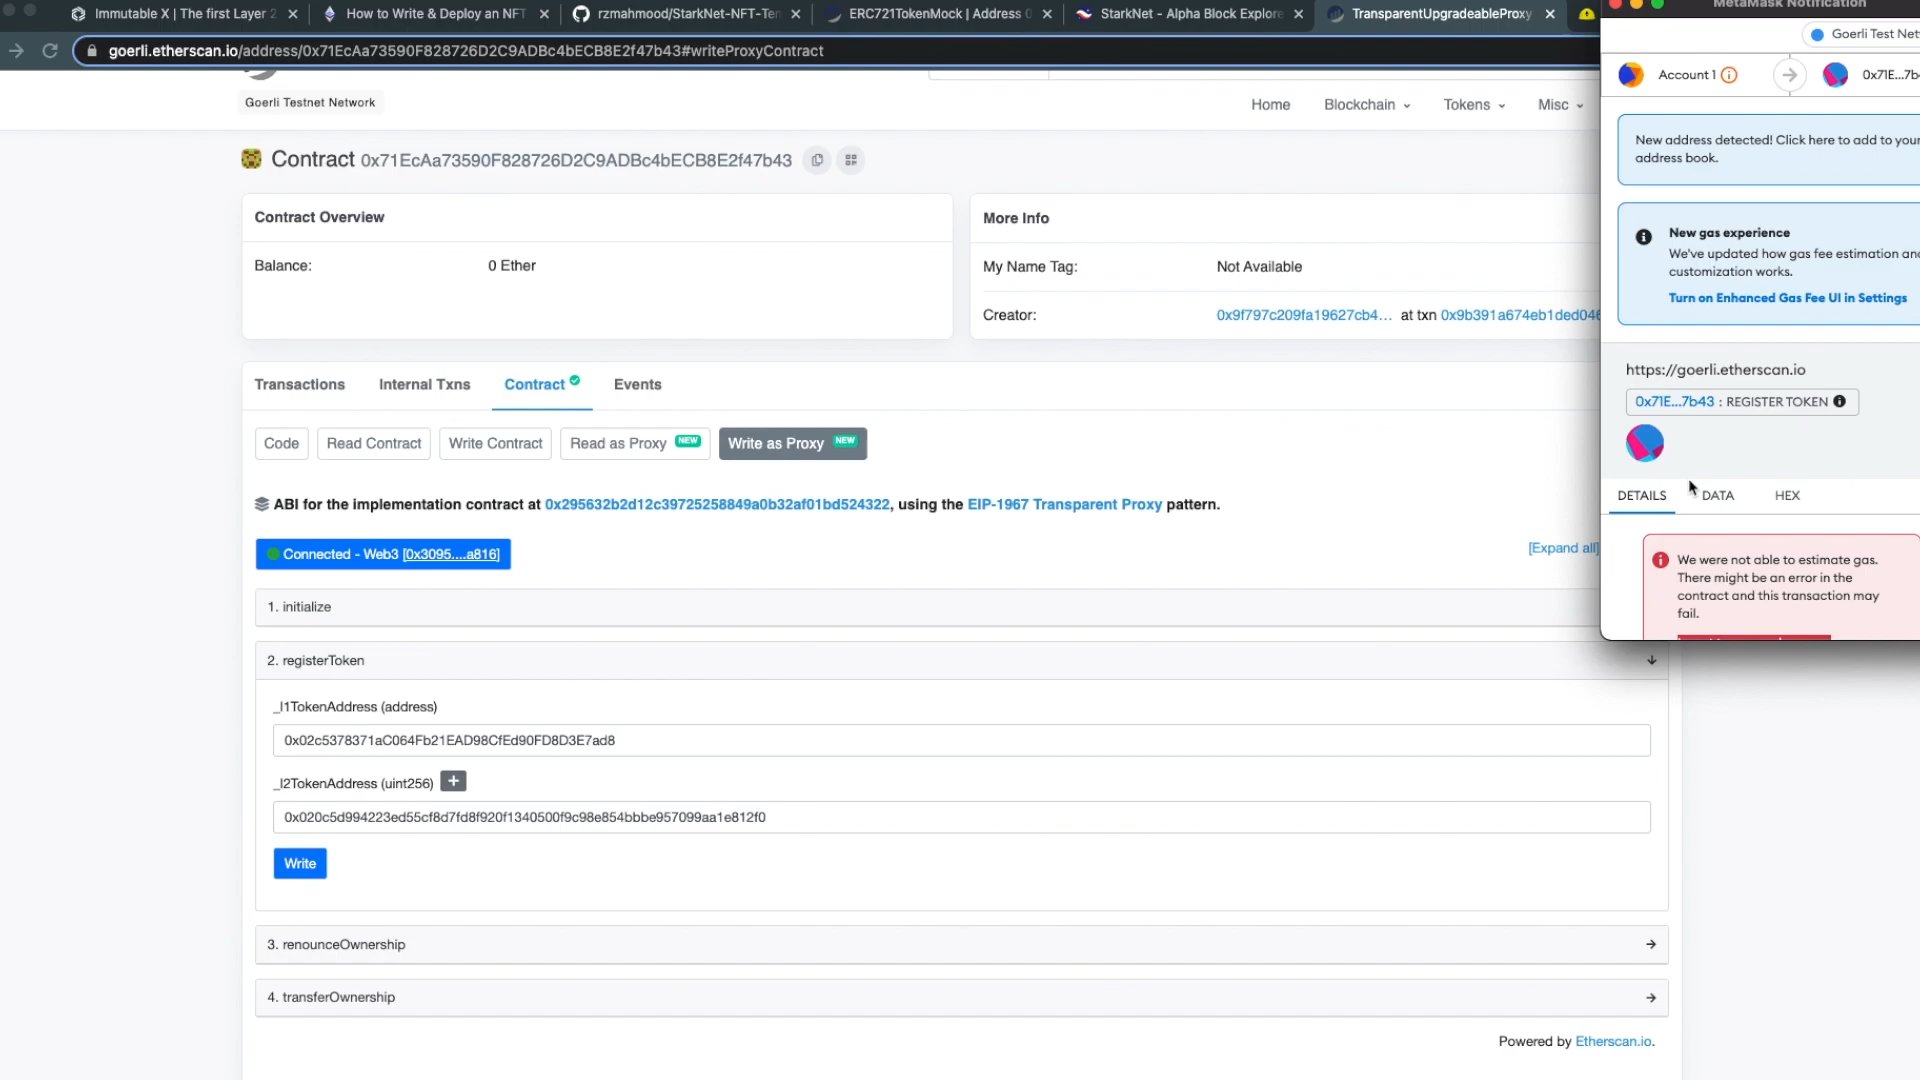 Immutable X | The first Layer 2
How to Write & Deploy an NFT
rzmahmood/StarkNet-NFT-Tem
ERC721TokenMock | Address 0
StarkNet - Alpha Block Explore
TransparentUpgradeableProxy
goerli.etherscan.io/address/0x71EcAa73590F828726D2C9ADBc4bECB8E2f47b43#writeProxyContract
Goerli Testnet Network
Home
Blockchain
Tokens
Misc
Contract 0x71EcAa73590F828726D2C9ADBc4bECB8E2f47b43
Contract Overview
Balance:
0 Ether
More Info
My Name Tag:
Not Available
Creator:
0x9f797c209fa19627cb4... at txn 0x9b391a674eb1ded046
Transactions
Internal Txns
Contract
Events
Code
Read Contract
Write Contract
Read as Proxy NEW
Write as Proxy NEW
ABI for the implementation contract at 0x295632b2d12c39725258849a0b32af01bd524322, using the EIP-1967 Transparent Proxy pattern.
Connected - Web3 [0x3095....a816]
[Expand all]
1. initialize
2. registerToken
_l1TokenAddress (address)
0x02c5378371aC064Fb21EAD98CfEd90FD8D3E7ad8
_l2TokenAddress (uint256) +
0x020c5d994223ed55cf8d7fd8f920f1340500f9c98e854bbbe957099aa1e812f0
Write
3. renounceOwnership
4. transferOwnership
Powered by Etherscan.io.
MetaMask Notification
Goerli Test Net
Account 1
0x71E...7b4
New address detected! Click here to add to your
address book.
New gas experience
We've updated how gas fee estimation and
customization works.
Turn on Enhanced Gas Fee UI in Settings
https://goerli.etherscan.io
0x71E...7b43 : REGISTER TOKEN
DETAILS
DATA
HEX
We were not able to estimate gas.
There might be an error in the
contract and this transaction may
fail.